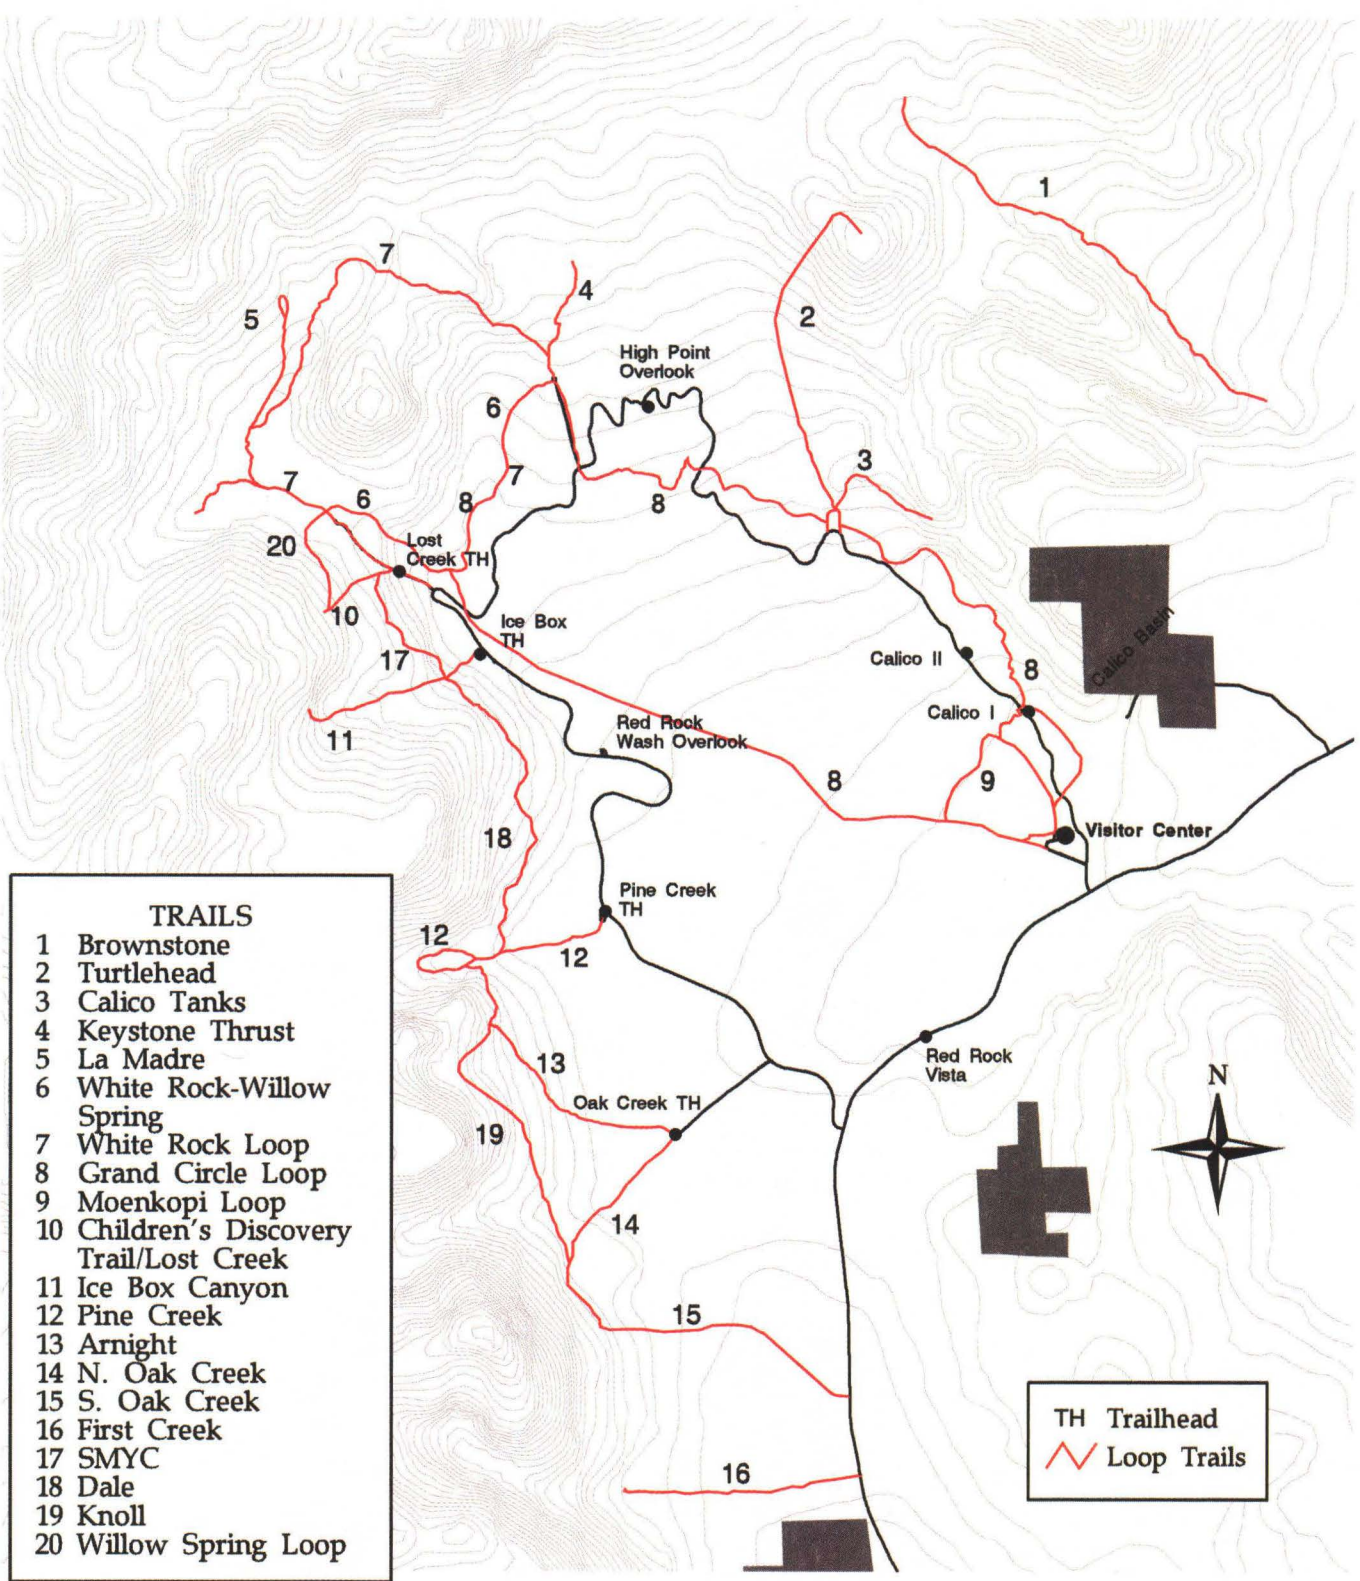 1
7
4
5
2
High Point
Overlook
6
3
7
7
8
6
8
20
Lost
Creek TH
10
Ice Box
TH
Calico Basin
17
Calico II
8
Calico I
11
Red Rock
Wash Overlook
8
9
18
Visitor Center
Pine Creek
TH
12
12
Red Rock
Vista
13
N
Oak Creek TH
19
14
15
16
TRAILS
1 Brownstone
2 Turtlehead
3 Calico Tanks
4 Keystone Thrust
5 La Madre
6 White Rock-Willow
Spring
7 White Rock Loop
8 Grand Circle Loop
9 Moenkopi Loop
10 Children's Discovery
Trail/Lost Creek
11 Ice Box Canyon
12 Pine Creek
13 Arnight
14 N. Oak Creek
15 S. Oak Creek
16 First Creek
17 SMYC
18 Dale
19 Knoll
20 Willow Spring Loop
TH Trailhead
Loop Trails